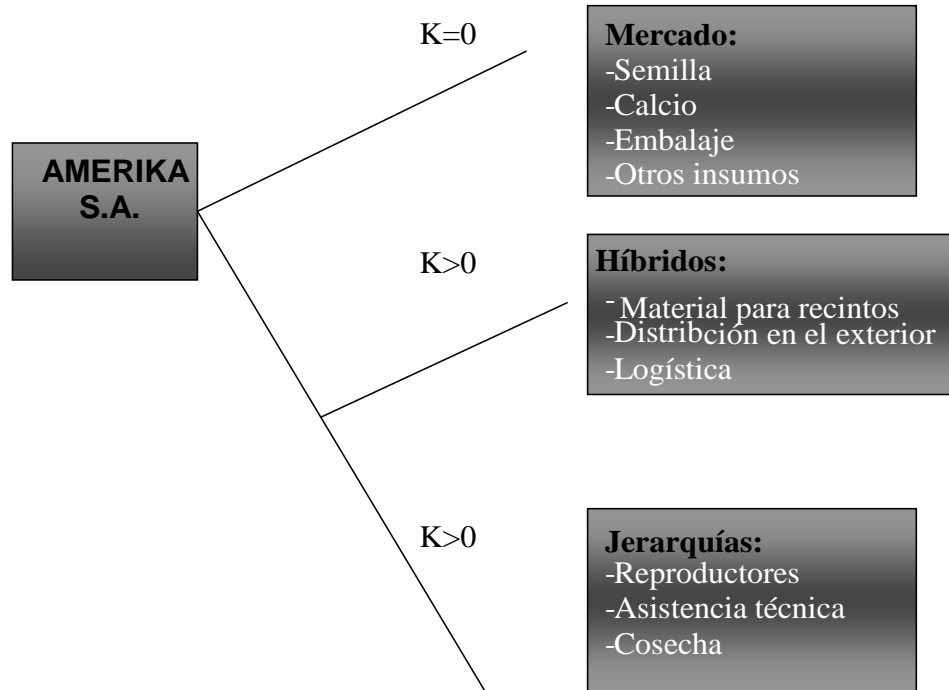 AMERIKA
S.A.
K=0
Mercado:
-Semilla
-Calcio
-Embalaje
-Otros insumos
K>0
Híbridos:
- Material para recintos
-Distribción en el exterior
-Logística
K>0
Jerarquías:
-Reproductores
-Asistencia técnica
-Cosecha